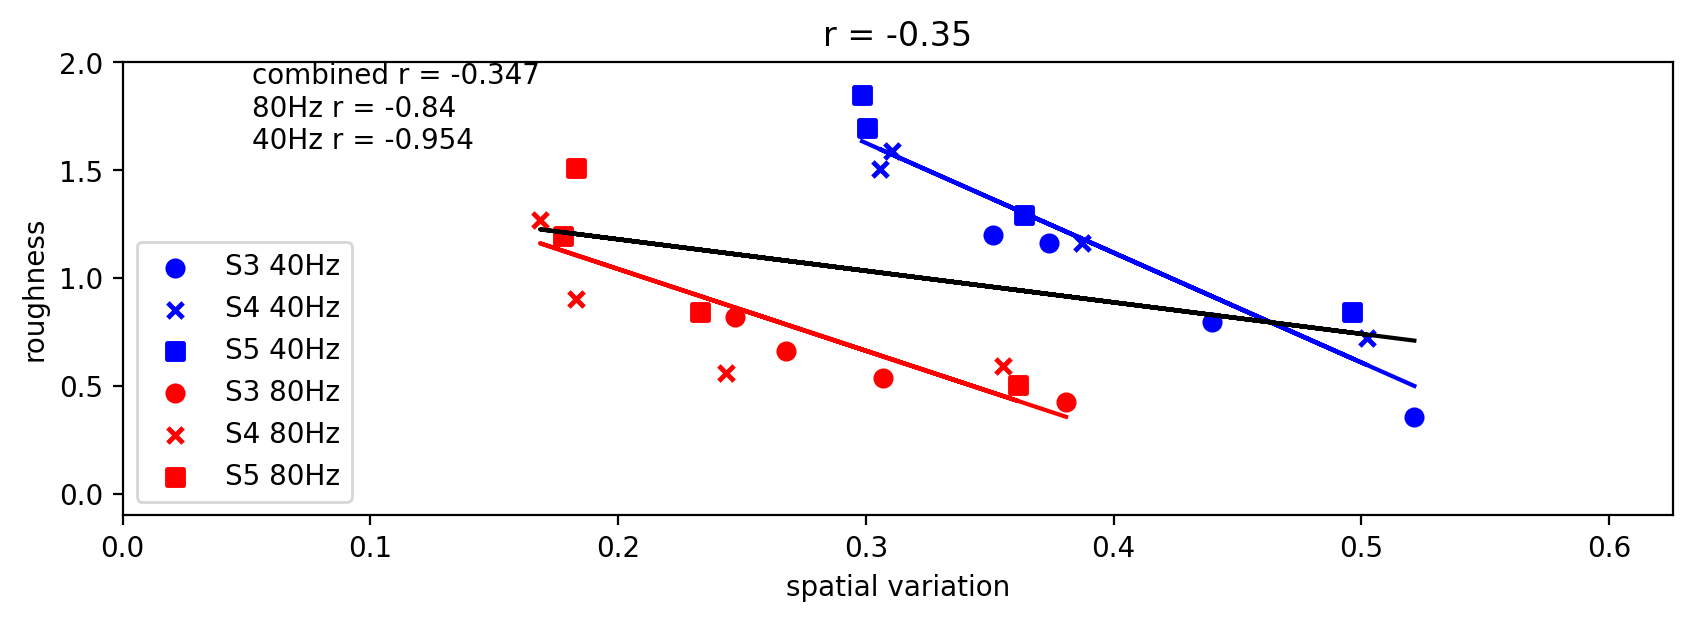 r = -0.35
combined r = -0.347
80Hz r = -0.84
40Hz r = -0.954
roughness
2.0
1.5
1.0
0.5
0.0
S3 40Hz
S4 40Hz
S5 40Hz
S3 80Hz
S4 80Hz
S5 80Hz
0.0 0.1 0.2 0.3 0.4 0.5 0.6
spatial variation